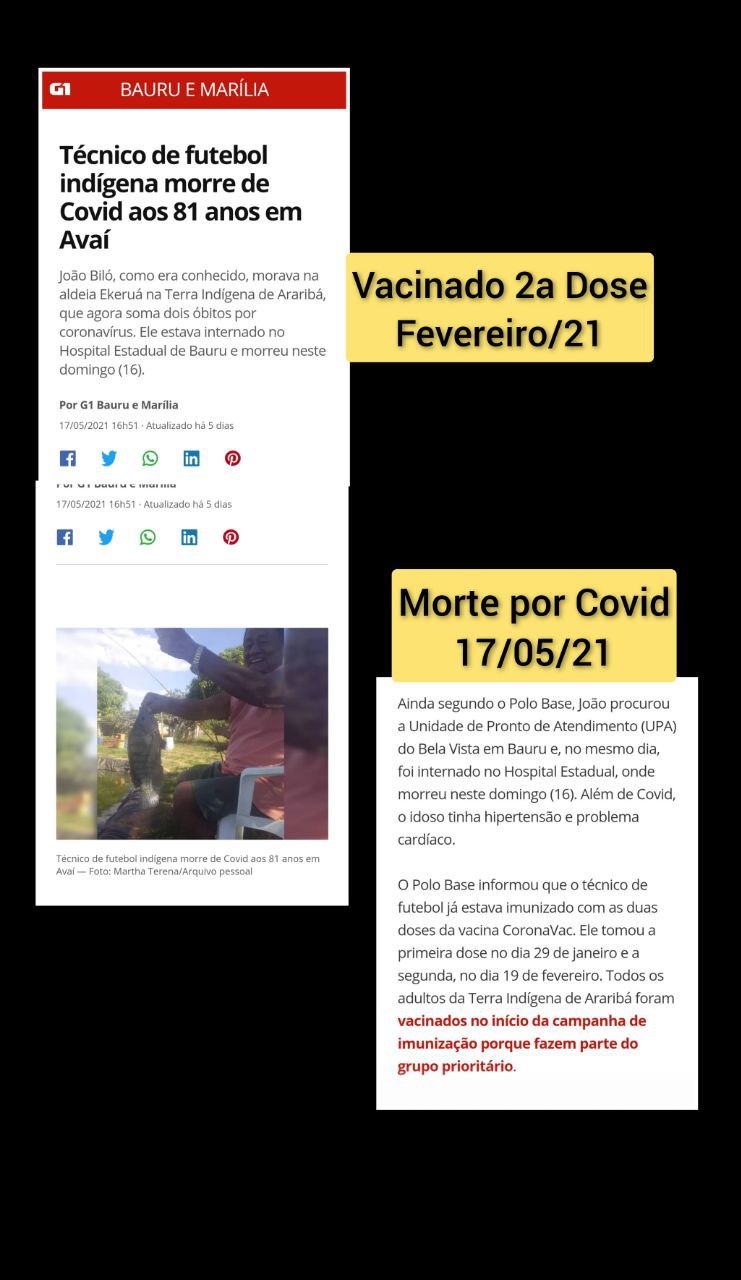 G1 BAURU E MARÍLIA
Técnico de futebol
indígena morre de
Covid aos 81 anos em
Avaí
João Biló, como era conhecido, morava na
aldeia Ekeruá na Terra Indígena de Araribá,
que agora soma dois óbitos por
coronavírus. Ele estava internado no
Hospital Estadual de Bauru e morreu neste
domingo (16).
Por G1 Bauru e Marília
17/05/2021 16h51 · Atualizado há 5 dias
Por G1 Bauru e Marília
17/05/2021 16h51 · Atualizado há 5 dias
Técnico de futebol indígena morre de Covid aos 81 anos em
Avaí — Foto: Martha Terena/Arquivo pessoal
Vacinado 2a Dose
Fevereiro/21
Morte por Covid
17/05/21
Ainda segundo o Polo Base, João procurou
a Unidade de Pronto de Atendimento (UPA)
do Bela Vista em Bauru e, no mesmo dia,
foi internado no Hospital Estadual, onde
morreu neste domingo (16). Além de Covid,
o idoso tinha hipertensão e problema
cardíaco.
O Polo Base informou que o técnico de
futebol já estava imunizado com as duas
doses da vacina CoronaVac. Ele tomou a
primeira dose no dia 29 de janeiro e a
segunda, no dia 19 de fevereiro. Todos os
adultos da Terra Indígena de Araribá foram
vacinados no início da campanha de
imunização porque fazem parte do
grupo prioritário.